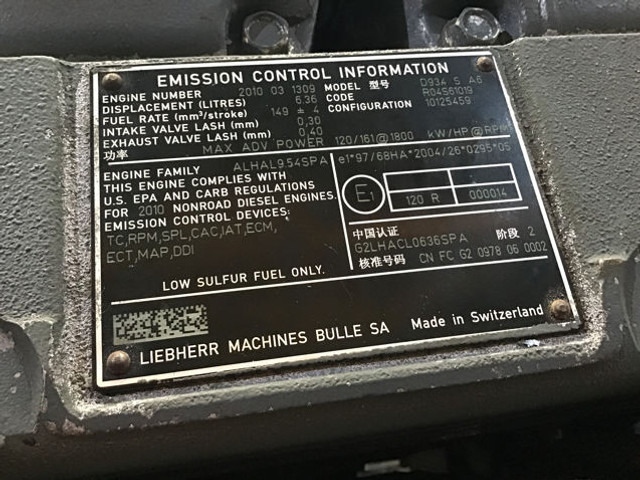 EMISSION CONTROL INFORMATION
ENGINE NUMBER 2010 03 1309 MODEL 型号 D934 S A6
DISPLACEMENT (LITRES) 6.36 CODE R04S61019
FUEL RATE (mm³/stroke) 149 ± 4 CONFIGURATION 10125459
INTAKE VALVE LASH (mm) 0,30
EXHAUST VALVE LASH (mm) 0,40
功率 MAX ADV POWER 120/161@1800 kW/HP@RPM
ENGINE FAMILY ALHAL9.54SPA e1*97/68HA*2004/26*0295*05
THIS ENGINE COMPLIES WITH
U.S. EPA AND CARB REGULATIONS
FOR 2010 NONROAD DIESEL ENGINES.
E1
120 R 000014
EMISSION CONTROL DEVICES:
TC,RPM,SPL,CAC,IAT,ECM,
ECT,MAP,DDI
中国认证 阶段 2
G2LHACL0636SPA
核准号码 CN FC G2 0978 06 0002
LOW SULFUR FUEL ONLY.
LIEBHERR MACHINES BULLE SA Made in Switzerland